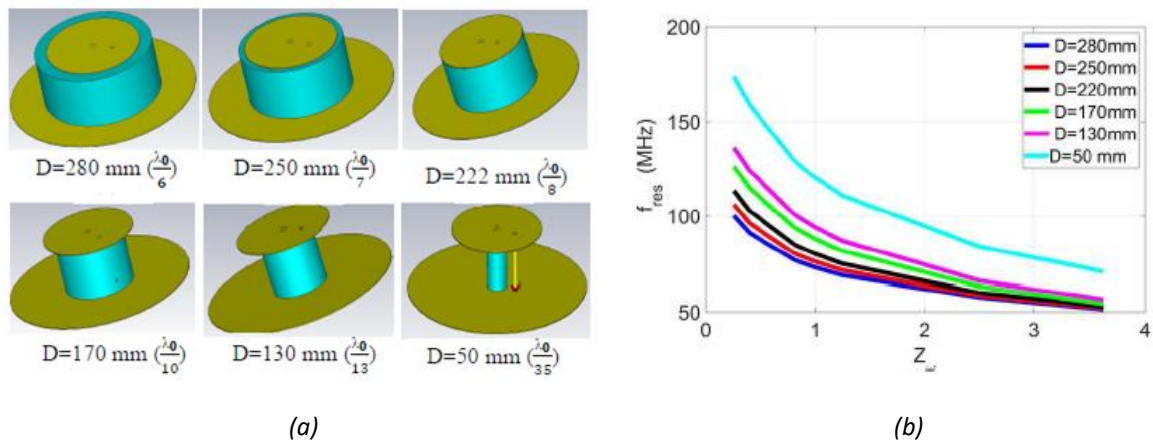 D=280 mm (λ0/6) D=250 mm (λ0/7) D=222 mm (λ0/8)
D=170 mm (λ0/10) D=130 mm (λ0/13) D=50 mm (λ0/35)
(a)
200
150
100
50
f_res (MHz)
0 1 2 3 4
Z_ω
D=280mm
D=250mm
D=220mm
D=170mm
D=130mm
D=50 mm
(b)